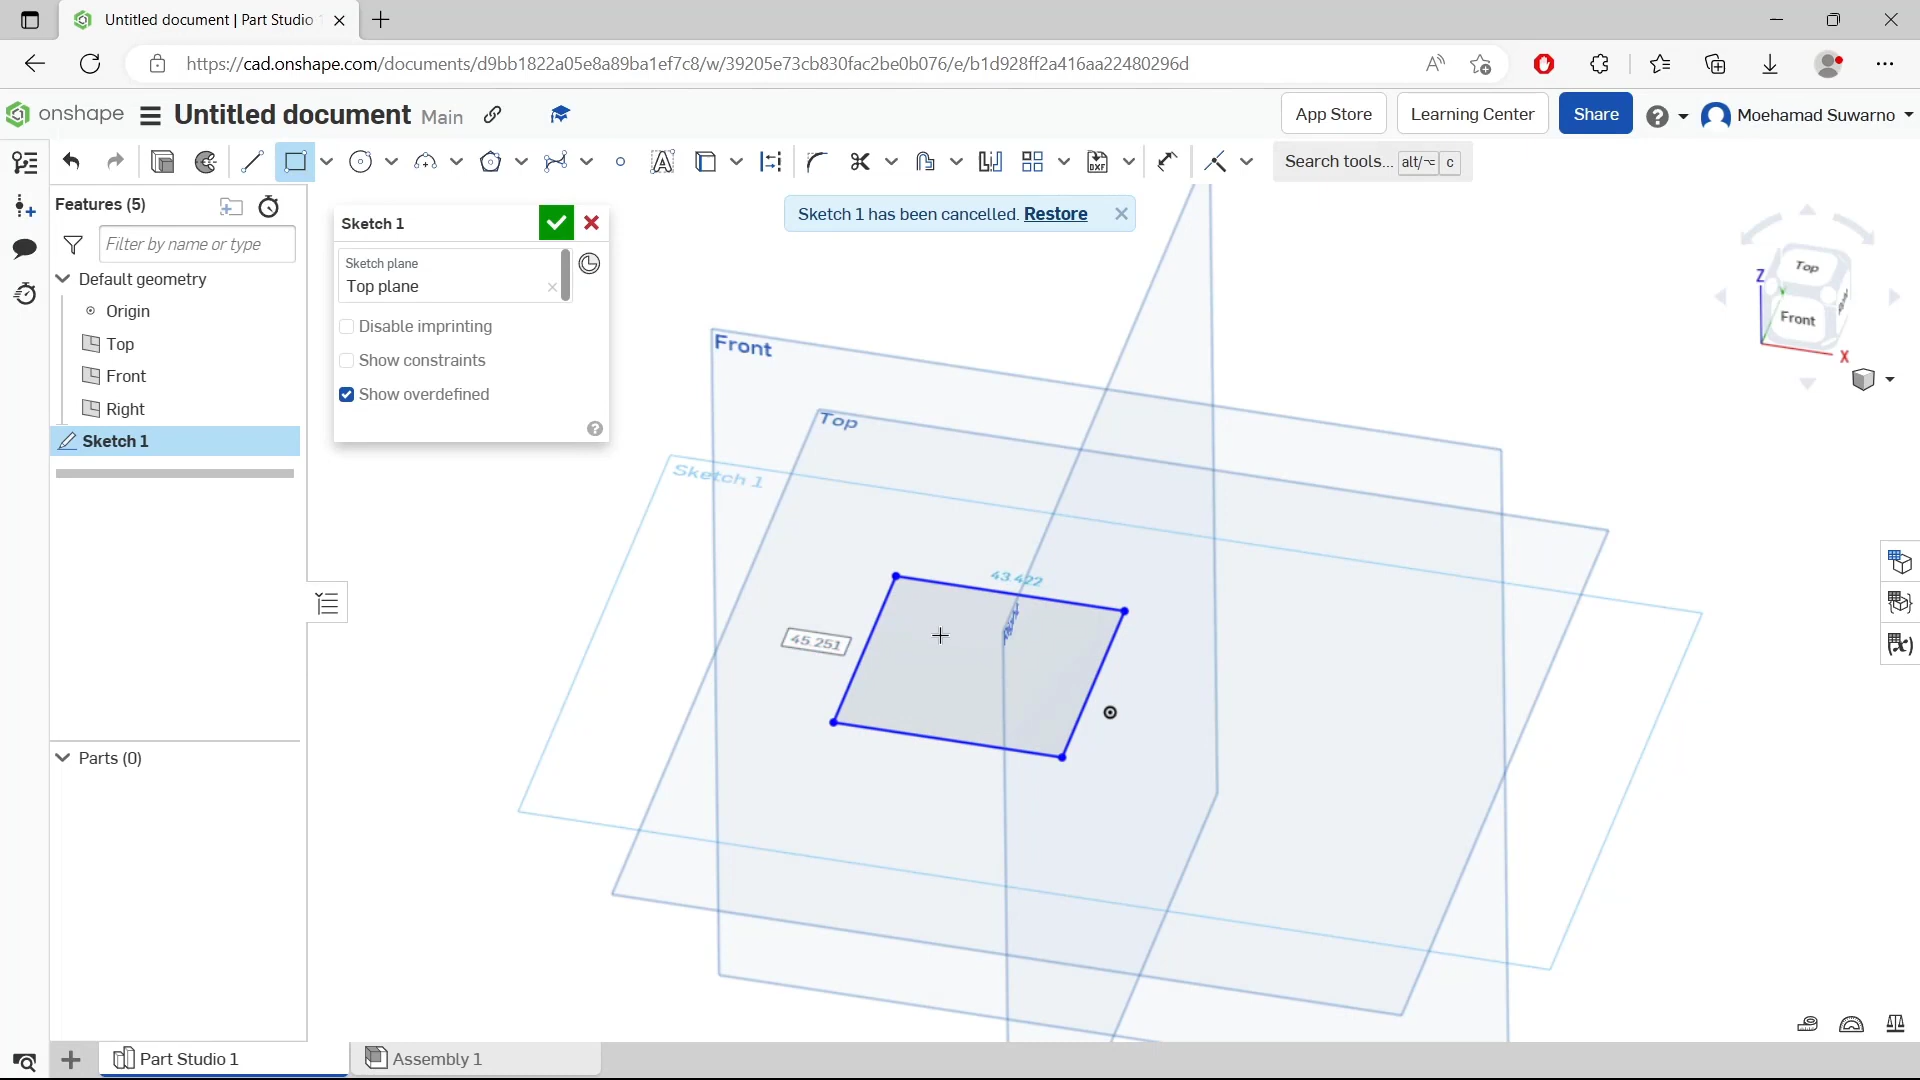 Untitled document | Part Studio
https://cad.onshape.com/documents/d9bb1822a05e8a89ba1ef7c8/w/39205e73cb830fac2be0b076/e/b1d928ff2a416aa22480296d
onshape Untitled document Main App Store Learning Center Share Moehamad Suwarno
Search tools... alt/⌥ c
Features (5)
Filter by name or type
Default geometry
Origin
Top
Front
Right
Sketch 1
Parts (0)
Sketch 1
Sketch plane
Top plane
Disable imprinting
Show constraints
Show overdefined
Sketch 1 has been cancelled. Restore
Front
Top
Sketch 1
43.422
45.251
Top
Z
Front
X
Part Studio 1
Assembly 1